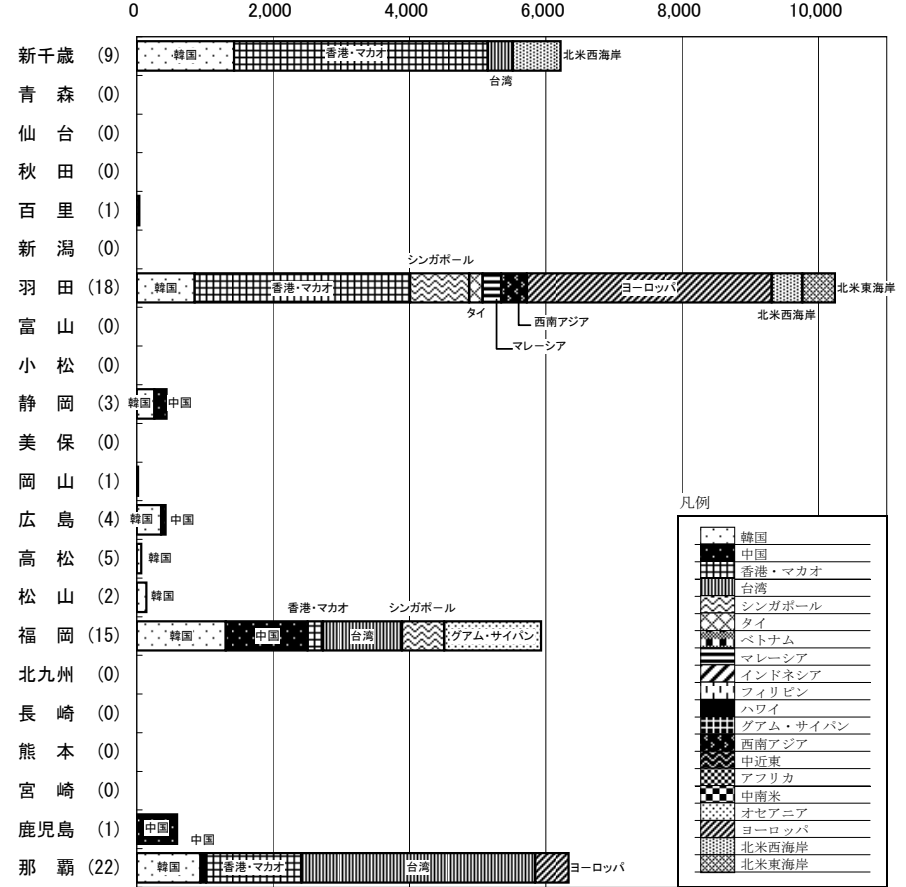 0 2,000 4,000 6,000 8,000 10,000
新千歳 (9) 韓国 香港・マカオ 北米西海岸
台湾
青 森 (0)
仙 台 (0)
秋 田 (0)
百 里 (1)
新 潟 (0)
シンガポール
羽 田 (18) 韓国 香港・マカオ ヨーロッパ 北米東海岸
タイ 西南アジア 北米西海岸
富 山 (0)
マレーシア
小 松 (0)
静 岡 (3) 韓国 中国
美 保 (0)
岡 山 (1)
広 島 (4) 韓国 中国
高 松 (5) 韓国
松 山 (2) 韓国
香港・マカオ シンガポール
福 岡 (15) 韓国 中国 台湾 グアム・サイパン
北九州 (0)
長 崎 (0)
熊 本 (0)
宮 崎 (0)
鹿児島 (1) 中国
中国
那 覇 (22) 韓国 香港・マカオ 台湾 ヨーロッパ
凡例
韓国
中国
香港・マカオ
台湾
シンガポール
タイ
ベトナム
マレーシア
インドネシア
フィリピン
ハワイ
グアム・サイパン
西南アジア
中近東
アフリカ
中南米
オセアニア
ヨーロッパ
北米西海岸
北米東海岸